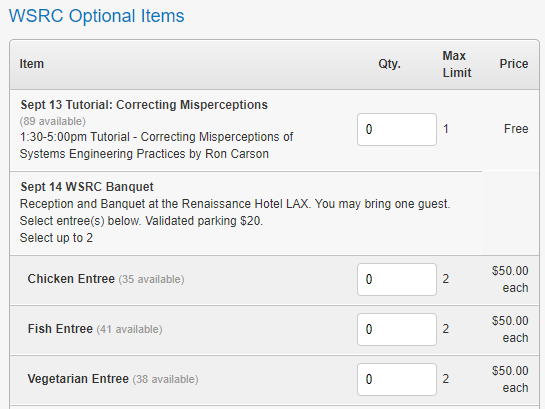 WSRC Optional Items
Item Qty. Max Limit Price
Sept 13 Tutorial: Correcting Misperceptions
(89 available)
1:30-5:00pm Tutorial - Correcting Misperceptions of
Systems Engineering Practices by Ron Carson
0 1 Free
Sept 14 WSRC Banquet
Reception and Banquet at the Renaissance Hotel LAX. You may bring one guest.
Select entree(s) below. Validated parking $20.
Select up to 2
Chicken Entree (35 available) 0 2 $50.00 each
Fish Entree (41 available) 0 2 $50.00 each
Vegetarian Entree (38 available) 0 2 $50.00 each